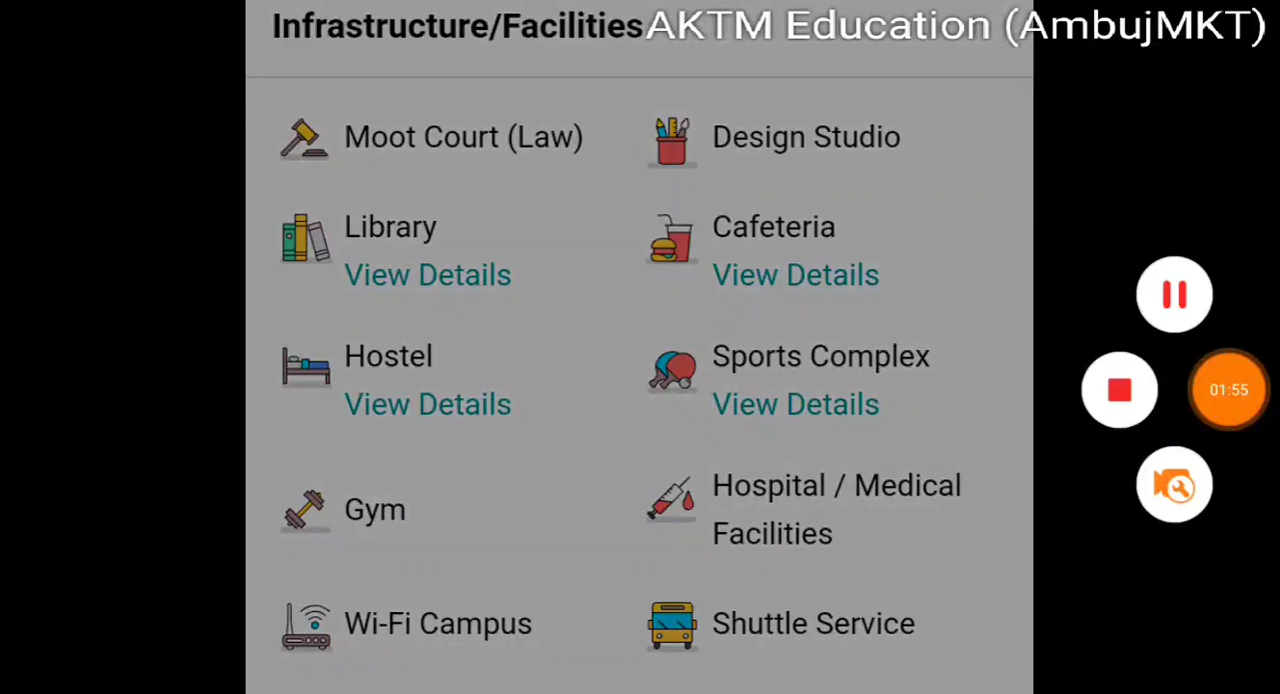 Infrastructure/Facilities
AKTM Education (AmbujMKT)
Moot Court (Law)
Design Studio
Library
View Details
Cafeteria
View Details
Hostel
View Details
Sports Complex
View Details
Gym
Hospital / Medical
Facilities
Wi-Fi Campus
Shuttle Service
01:55